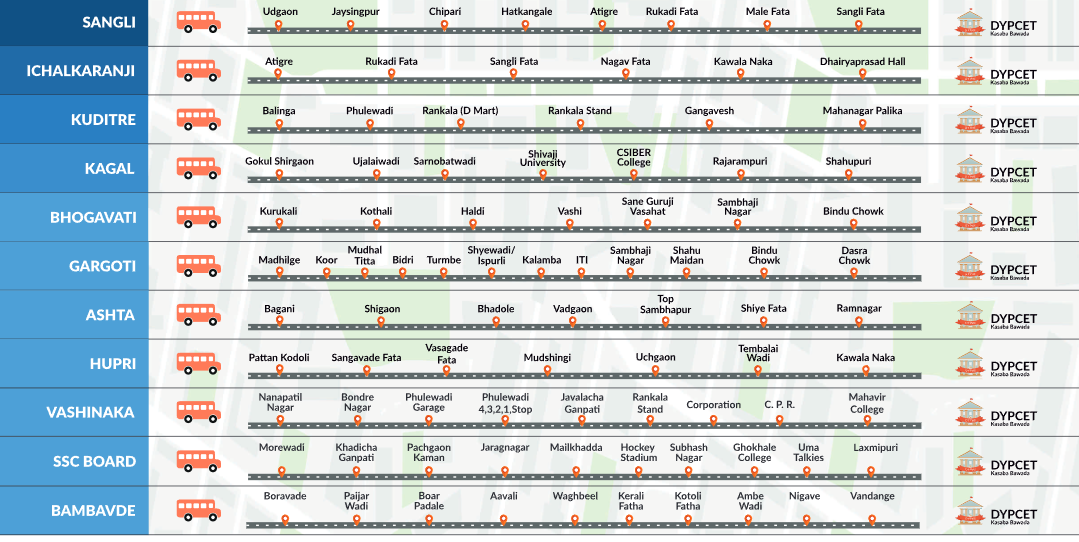 SANGLI
Udgaon Jaysingpur Chipari Hatkangale Atigre Rukadi Fata Male Fata Sangli Fata
DYPCET
Kasaba Bawada
ICHALKARANJI
Atigre Rukadi Fata Sangli Fata Nagav Fata Kawala Naka Dhairyaprasad Hall
DYPCET
Kasaba Bawada
KUDITRE
Balinga Phulewadi Rankala (D Mart) Rankala Stand Gangavesh Mahanagar Palika
DYPCET
Kasaba Bawada
KAGAL
Gokul Shirgaon Ujalaiwadi Sarnobatwadi Shivaji University CSIBER College Rajarampuri Shahupuri
DYPCET
Kasaba Bawada
BHOGAVATI
Kurukali Kothali Haldi Vashi Sane Guruji Vasahat Sambhaji Nagar Bindu Chowk
DYPCET
Kasaba Bawada
GARGOTI
Madhilge Koor Mudhal Titta Bidri Turmbe Shyewadi/ Ispurli Kalamba ITI Sambhaji Nagar Shahu Maidan Bindu Chowk Dasra Chowk
DYPCET
Kasaba Bawada
ASHTA
Bagani Shigaon Bhadole Vadgaon Top Sambhapur Shiye Fata Ramnagar
DYPCET
Kasaba Bawada
HUPRI
Pattan Kodoli Sangavade Fata Vasagade Fata Mudshingi Uchgaon Tembalai Wadi Kawala Naka
DYPCET
Kasaba Bawada
VASHINAKA
Nanapatil Nagar Bondre Nagar Phulewadi Garage Phulewadi 4,3,2,1,Stop Javalacha Ganpati Rankala Stand Corporation C. P. R. Mahavir College
DYPCET
Kasaba Bawada
SSC BOARD
Morewadi Khadicha Ganpati Pachgaon Kaman Jaragnagar Mailkhadda Hockey Stadium Subhash Nagar Ghokhale College Uma Talkies Laxmipuri
DYPCET
Kasaba Bawada
BAMBAVDE
Boravade Paijar Wadi Boar Padale Aavali Waghbeel Kerali Fatha Kotoli Fatha Ambe Wadi Nigave Vandange
DYPCET
Kasaba Bawada